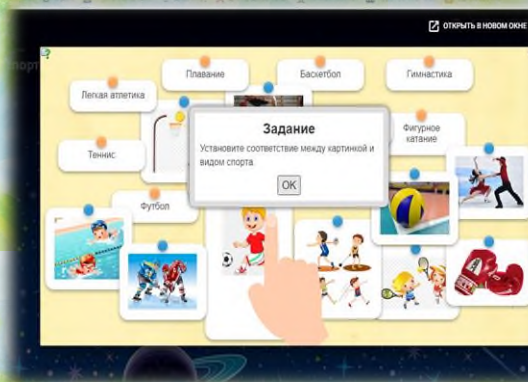 ОТКРЫТЬ В НОВОМ ОКНЕ
Плавание
Баскетбол
Гимнастика
Легкая атлетика
Задание
Установите соответствие между картинкой и
видом спорта
OK
Фигурное
катание
Теннис
Футбол